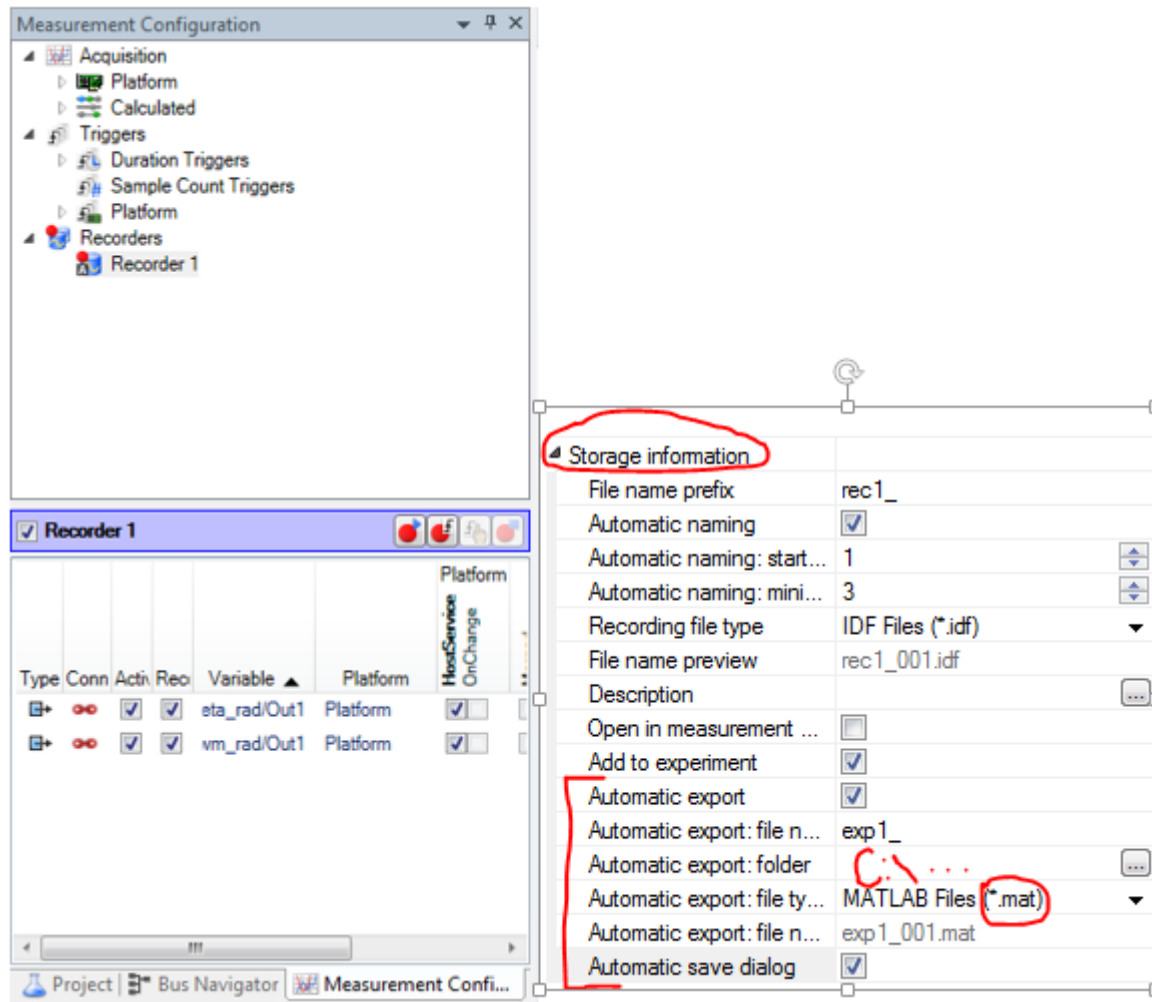 Measurement Configuration
Acquisition
Platform
Calculated
Triggers
Duration Triggers
Sample Count Triggers
Platform
Recorders
Recorder 1
Recorder 1
Platform
HostService
OnChange
Type Conn Activ Rec Variable Platform
eta_rad/Out1 Platform
wm_rad/Out1 Platform
Project Bus Navigator Measurement Confi...
Storage information
File name prefix rec1_
Automatic naming
Automatic naming: start... 1
Automatic naming: mini... 3
Recording file type IDF Files (*.idf)
File name preview rec1_001.idf
Description ...
Open in measurement ...
Add to experiment
Automatic export
Automatic export: file n... exp1_
Automatic export: folder C:\... ...
Automatic export: file ty... MATLAB Files (*.mat)
Automatic export: file n... exp1_001.mat
Automatic save dialog